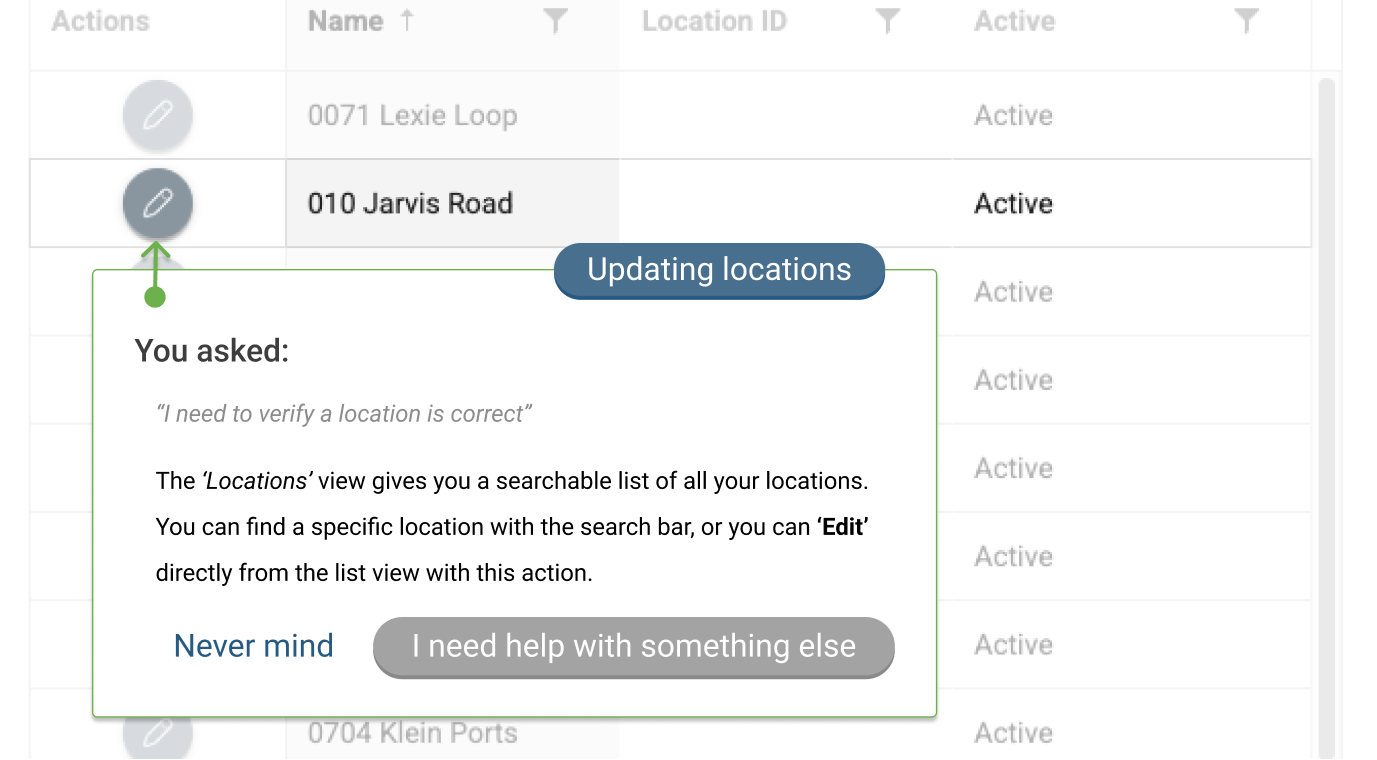 Actions Name ↑ Location ID Active
0071 Lexie Loop Active
010 Jarvis Road Active
Updating locations
Active
You asked:
Active
“I need to verify a location is correct”
Active
The ‘Locations’ view gives you a searchable list of all your locations.
You can find a specific location with the search bar, or you can ‘Edit’
Active
directly from the list view with this action.
Never mind I need help with something else
Active
0704 Klein Ports Active